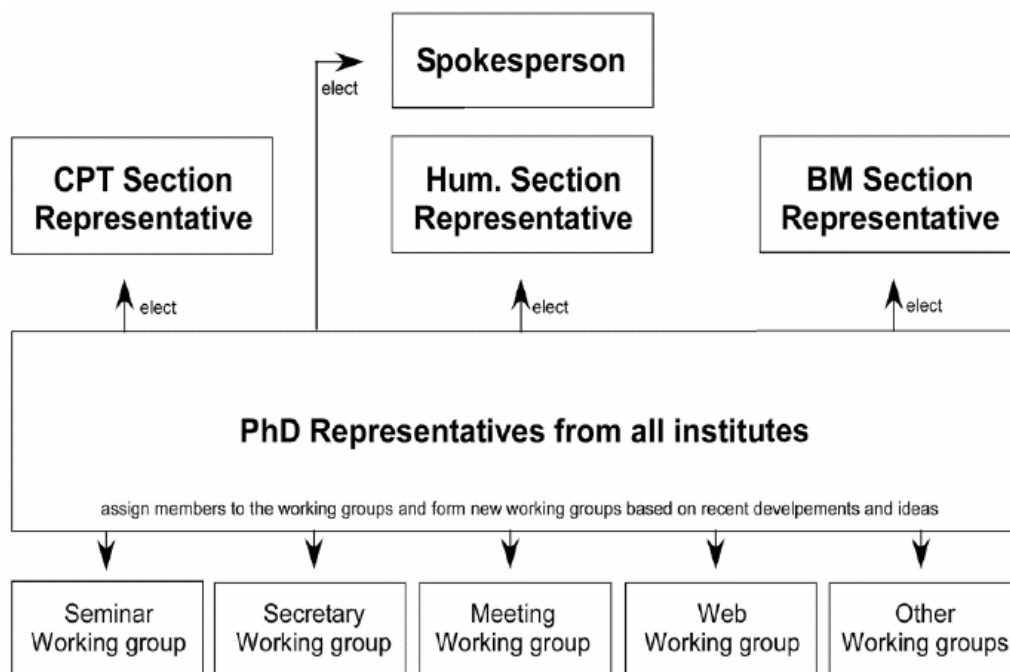 Spokesperson
elect
CPT Section
Representative
Hum. Section
Representative
BM Section
Representative
elect
elect
elect
PhD Representatives from all institutes
assign members to the working groups and form new working groups based on recent develpements and ideas
Seminar
Working group
Secretary
Working group
Meeting
Working group
Web
Working group
Other
Working groups